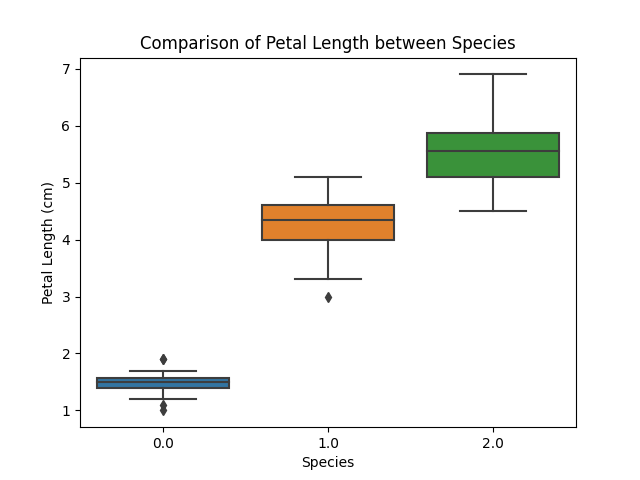 Comparison of Petal Length between Species
7
6
5
4
3
2
1
Petal Length (cm)
0.0 1.0 2.0
Species